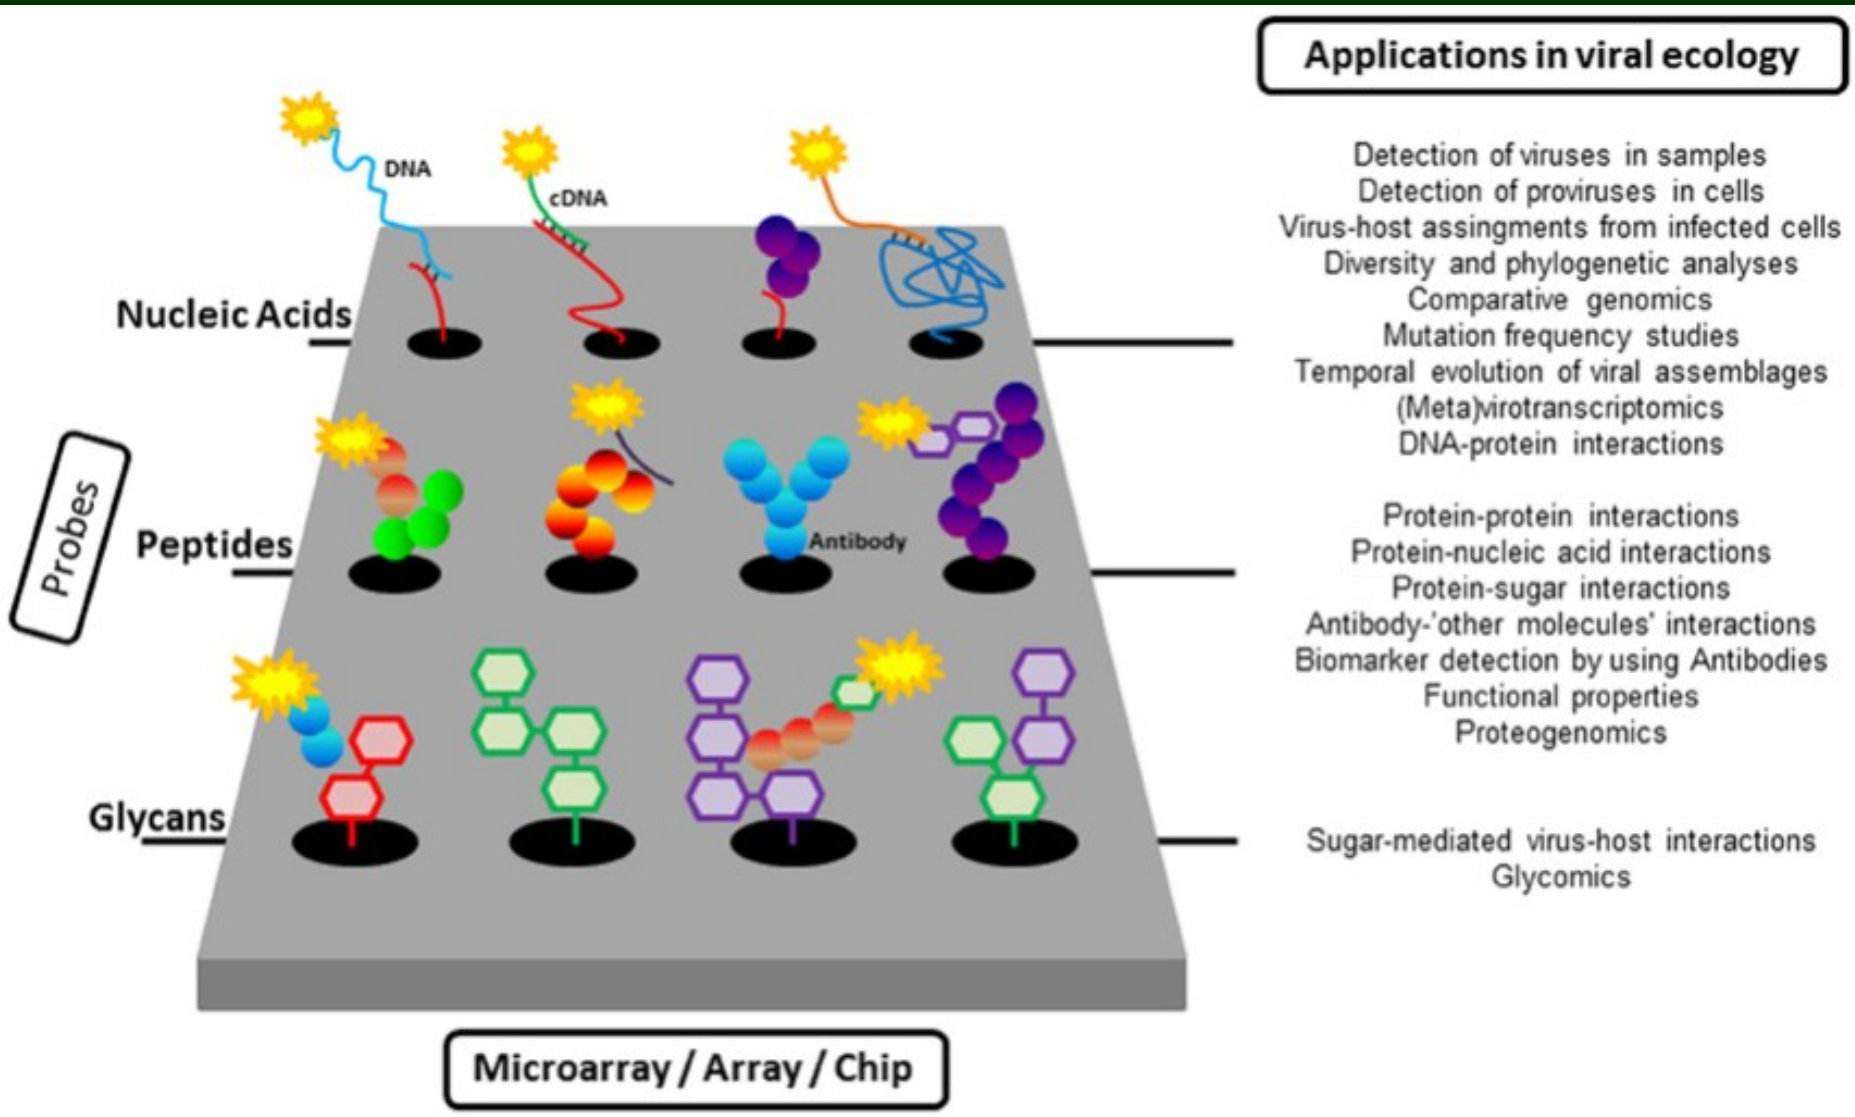 Applications in viral ecology
DNA
cDNA
Nucleic Acids
Detection of viruses in samples
Detection of proviruses in cells
Virus-host assingments from infected cells
Diversity and phylogenetic analyses
Comparative genomics
Mutation frequency studies
Temporal evolution of viral assemblages
(Meta)virotranscriptomics
DNA-protein interactions
Probes
Peptides
Antibody
Protein-protein interactions
Protein-nucleic acid interactions
Protein-sugar interactions
Antibody-'other molecules' interactions
Biomarker detection by using Antibodies
Functional properties
Proteogenomics
Glycans
Sugar-mediated virus-host interactions
Glycomics
Microarray / Array / Chip